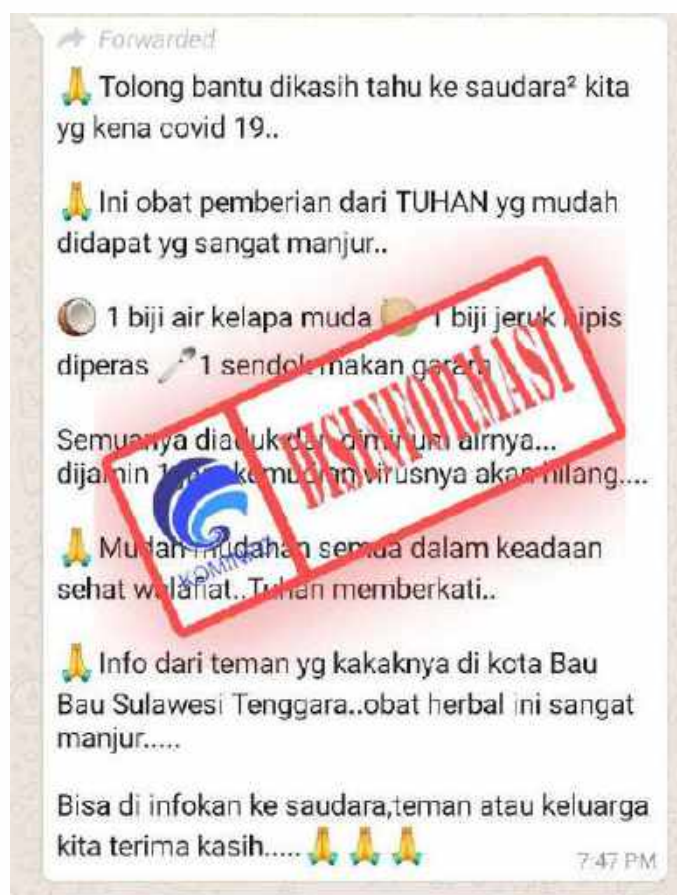 Forwarded
🙏 Tolong bantu dikasih tahu ke saudara² kita
yg kena covid 19..
🙏 Ini obat pemberian dari TUHAN yg mudah
didapat yg sangat manjur..
🥥 1 biji air kelapa muda 🍈 1 biji jeruk nipis
diperas 🥄 1 sendok makan garam
Semuanya diaduk dan diminum airnya...
dijamin 1 jam kemudian virusnya akan hilang....
🙏 Mudah mudahan semua dalam keadaan
sehat walafiat..Tuhan memberkati..
🙏 Info dari teman yg kakaknya di kota Bau
Bau Sulawesi Tenggara..obat herbal ini sangat
manjur.....
Bisa di infokan ke saudara,teman atau keluarga
kita terima kasih..... 🙏 🙏 🙏
7:47 PM
KOMINFO
DISINFORMASI